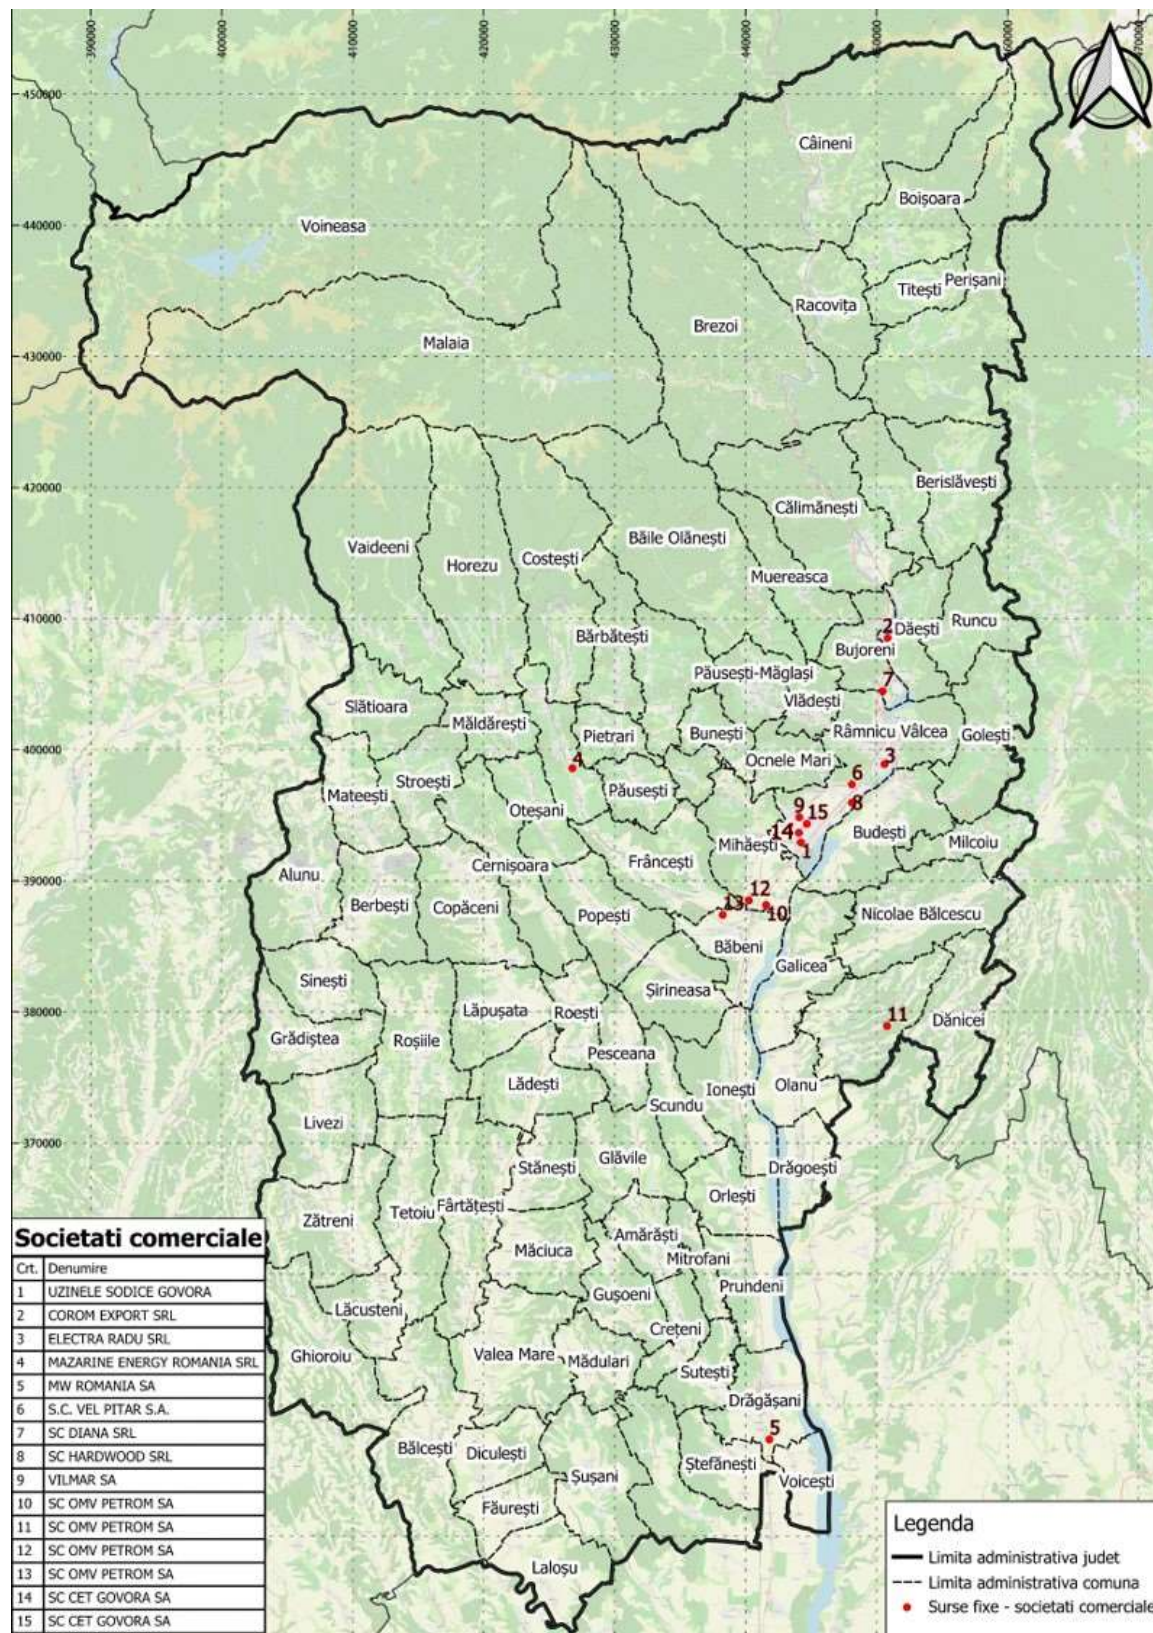 390000
400000
410000
420000
430000
440000
450000
460000
470000
450000
Câineni
Boișoara
440000
Voineasa
Titești
Perișani
Racovița
Brezoi
Malaia
430000
420000
Berislăvești
Călimănești
Vaideeni
Horezu
Costești
Băile Olănești
Muereasca
410000
2
Dăești
Runcu
Bărbătești
Bujoreni
Păusești-Măglași
7
Vlădești
Slătioara
Măldărești
Pietrari
Bunești
Râmnicu Vâlcea
Golești
400000
4
Ocnele Mari
3
Stroești
6
Mateești
Oteșani
Păusești
9
15
8
14
Mihăești
1
Budești
Milcoiu
Cernișoara
Frâncești
Alunu
390000
12
Berbești
Copăceni
Popești
13
10
Nicolae Bălcescu
Băbeni
Galicea
Sinești
Șirineasa
380000
Lăpușata
Roești
11
Dănicei
Grădiștea
Roșiile
Pesceana
Lădești
Ionești
Olanu
Scundu
Livezi
370000
Stănești
Glăvile
Drăgoești
Orlești
Zătreni
Tetoiu
Fârtățești
Amărăști
Măciuca
Mitrofani
Prundeni
Gușoeni
Lăcusteni
Crețeni
Ghioroiu
Valea Mare
Mădulari
Sutești
Drăgășani
5
Bălcești
Diculești
Șușani
Ștefănești
Voicești
Făurești
Laloșu
Societati comerciale
Crt. Denumire
1 UZINELE SODICE GOVORA
2 COROM EXPORT SRL
3 ELECTRA RADU SRL
4 MAZARINE ENERGY ROMANIA SRL
5 MW ROMANIA SA
6 S.C. VEL PITAR S.A.
7 SC DIANA SRL
8 SC HARDWOOD SRL
9 VILMAR SA
10 SC OMV PETROM SA
11 SC OMV PETROM SA
12 SC OMV PETROM SA
13 SC OMV PETROM SA
14 SC CET GOVORA SA
15 SC CET GOVORA SA
Legenda
Limita administrativa judet
Limita administrativa comuna
Surse fixe - societati comerciale